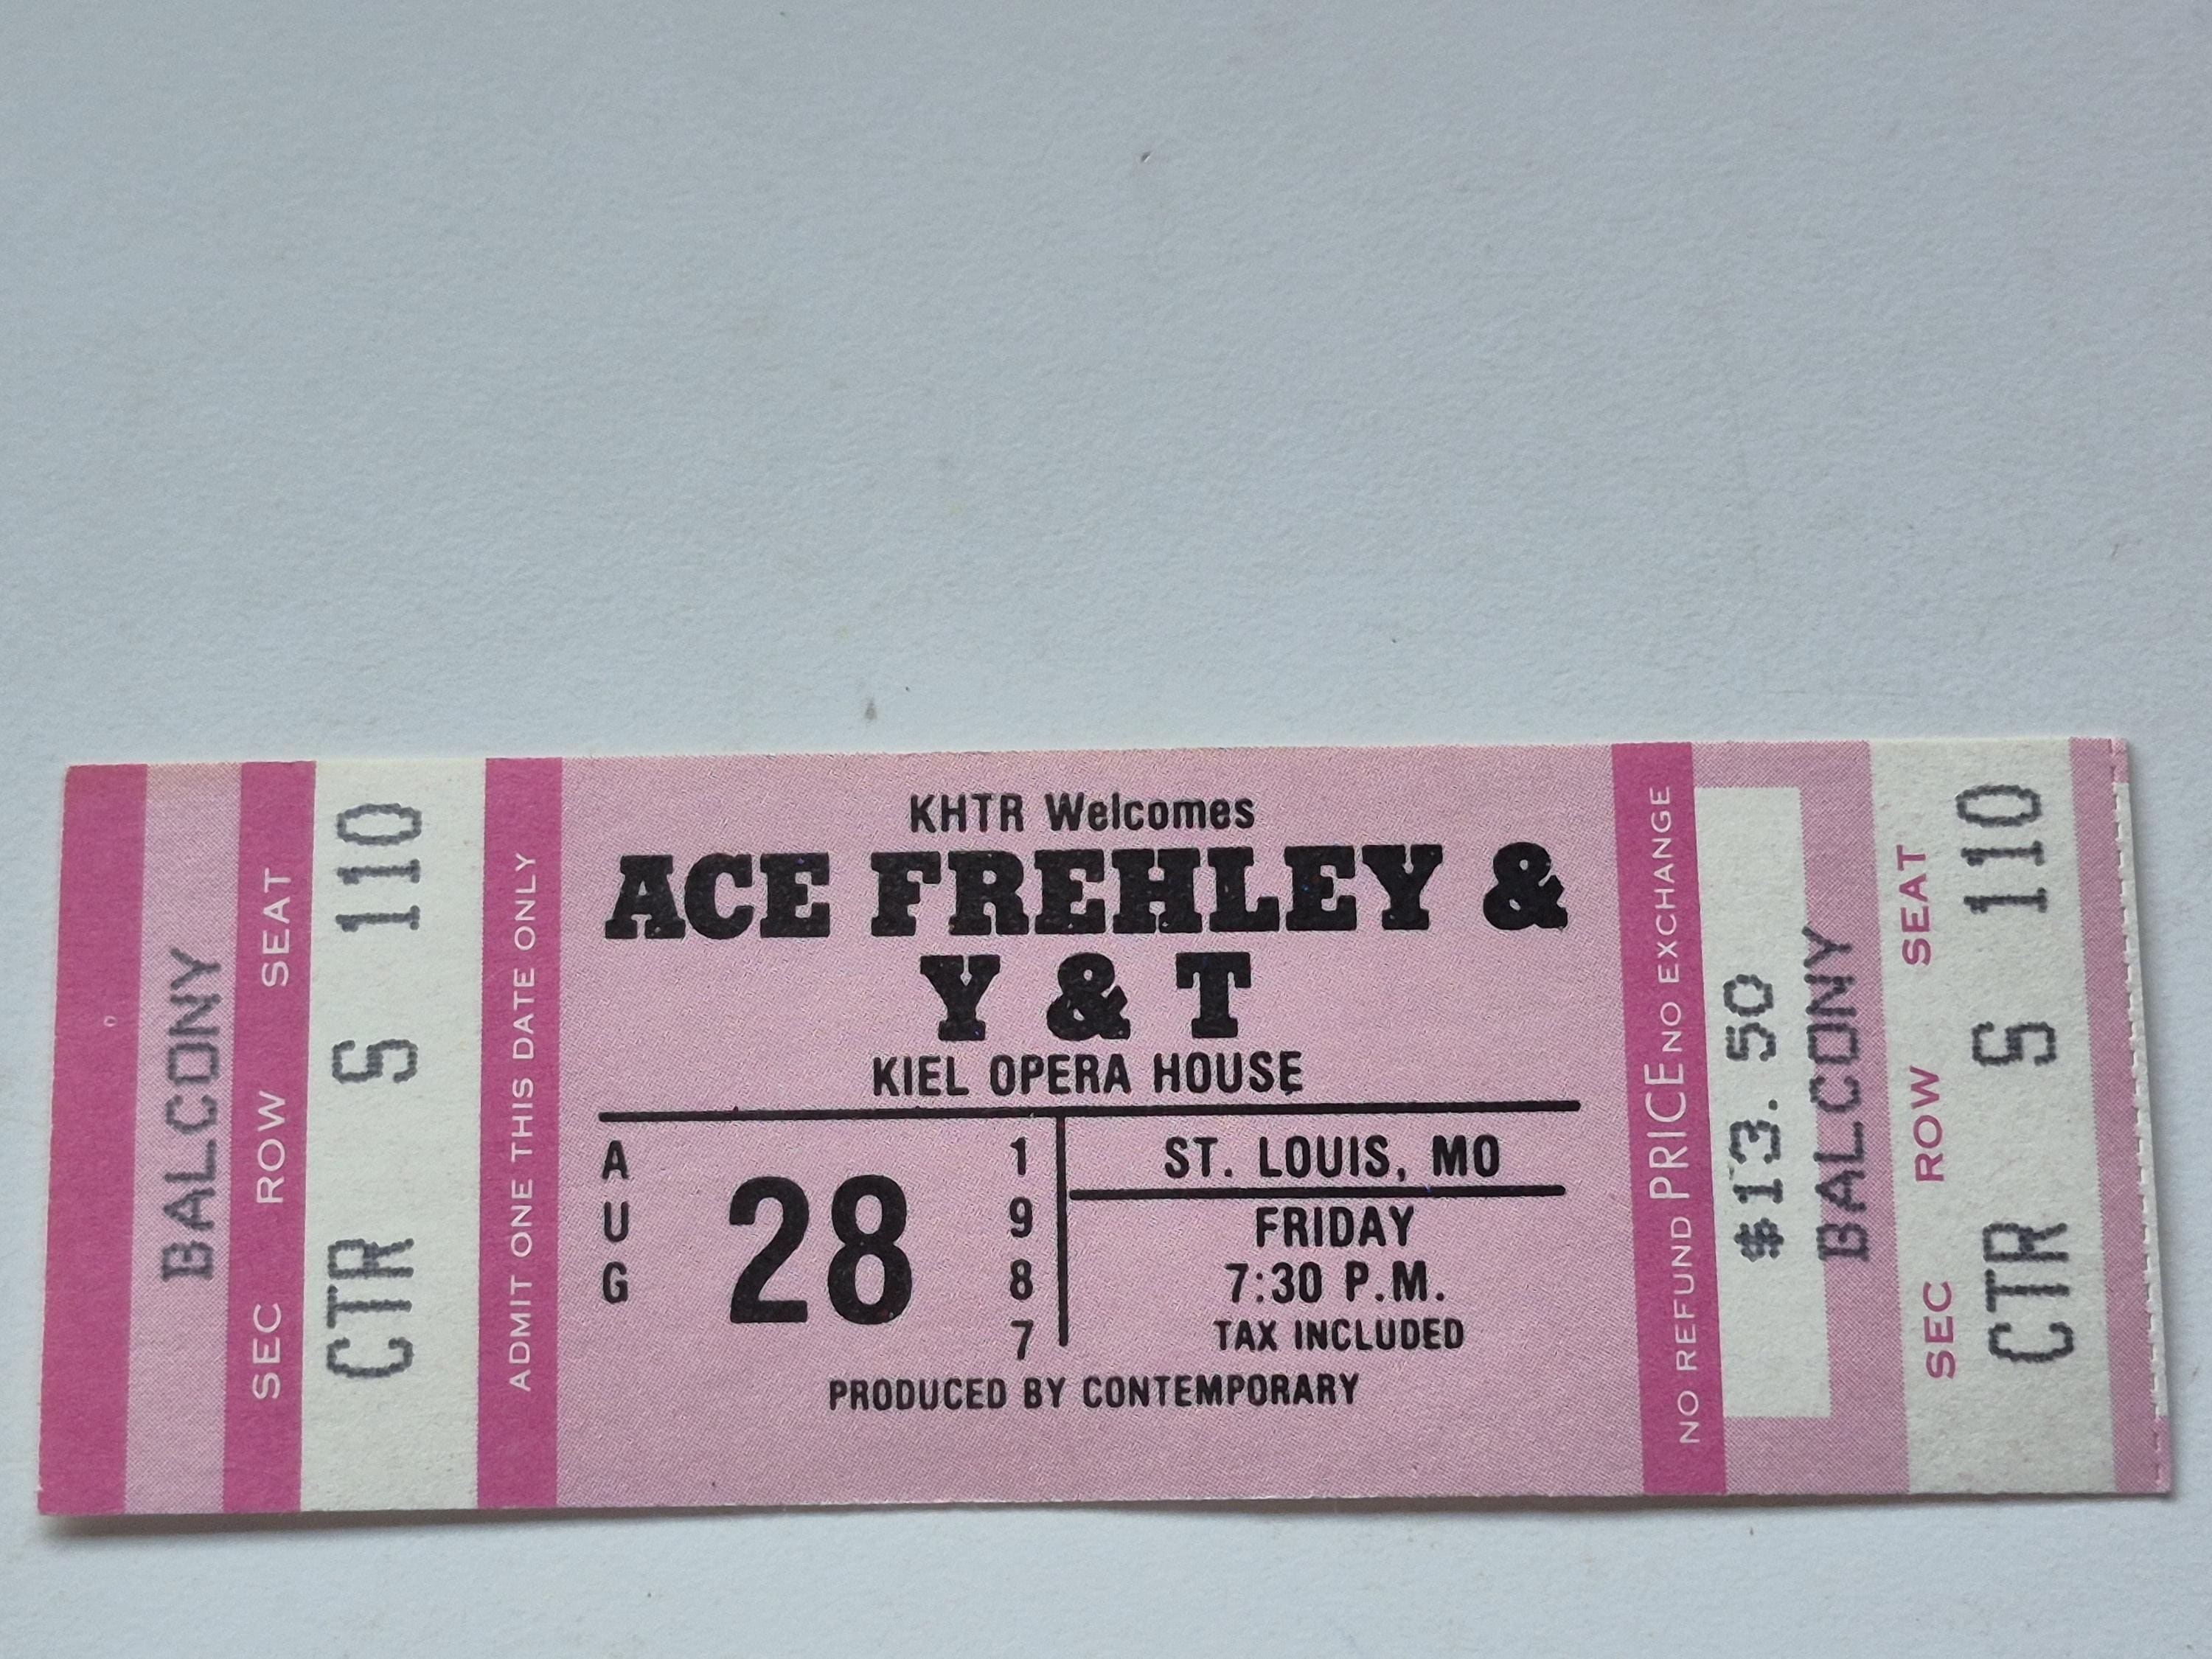 BALCONY
SEC ROW SEAT
CTR S 110
ADMIT ONE THIS DATE ONLY
KHTR Welcomes
ACE FREHLEY &
Y & T
KIEL OPERA HOUSE
AUG 28 1987
ST. LOUIS, MO
FRIDAY
7:30 P.M.
TAX INCLUDED
PRODUCED BY CONTEMPORARY
NO REFUND PRICE NO EXCHANGE
$13.50
BALCONY
SEC ROW SEAT
CTR S 110